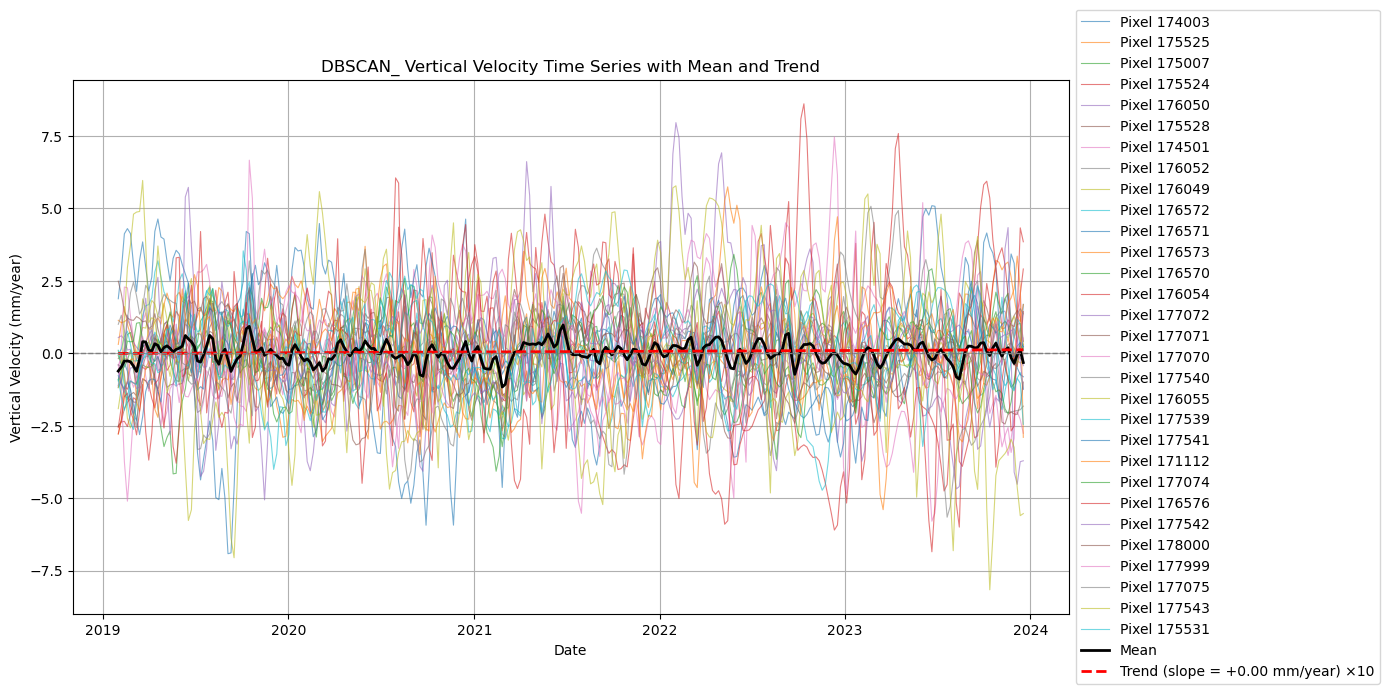 DBSCAN_ Vertical Velocity Time Series with Mean and Trend
Vertical Velocity (mm/year)
7.5
5.0
2.5
0.0
−2.5
−5.0
−7.5
2019
2020
2021
2022
2023
2024
Date
Pixel 174003
Pixel 175525
Pixel 175007
Pixel 175524
Pixel 176050
Pixel 175528
Pixel 174501
Pixel 176052
Pixel 176049
Pixel 176572
Pixel 176571
Pixel 176573
Pixel 176570
Pixel 176054
Pixel 177072
Pixel 177071
Pixel 177070
Pixel 177540
Pixel 176055
Pixel 177539
Pixel 177541
Pixel 171112
Pixel 177074
Pixel 176576
Pixel 177542
Pixel 178000
Pixel 177999
Pixel 177075
Pixel 177543
Pixel 175531
Mean
Trend (slope = +0.00 mm/year) ×10